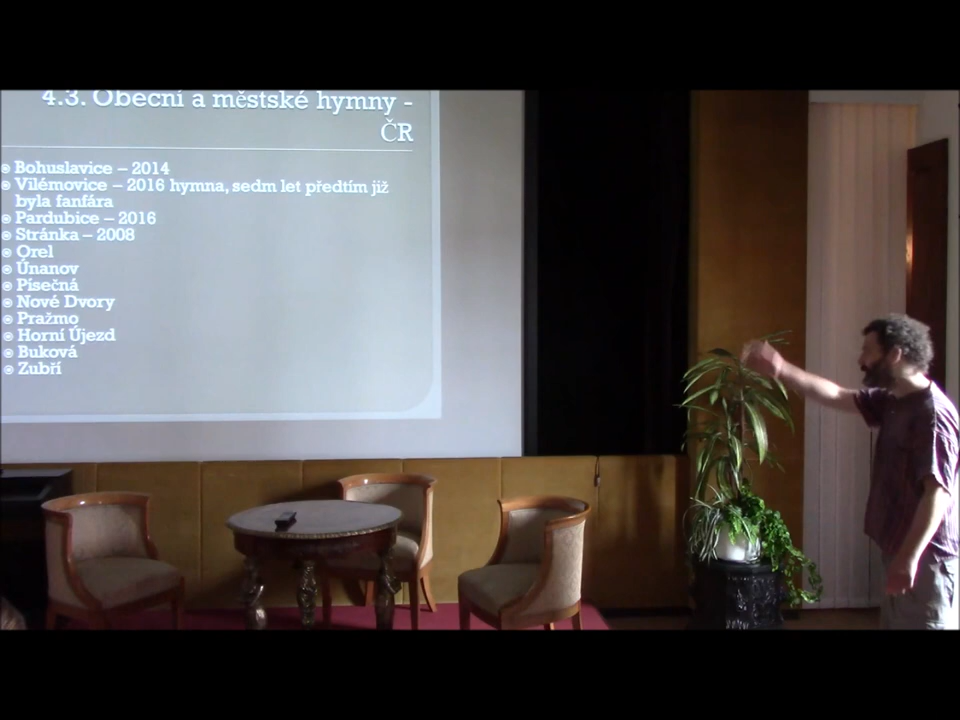 4.3. Obecní a městské hymny -
ČR
Bohuslavice – 2014
Vilémovice – 2016 hymna, sedm let předtím již
byla fanfára
Pardubice – 2016
Stránka – 2008
Orel
Únanov
Písečná
Nové Dvory
Pražmo
Horní Újezd
Buková
Zubří